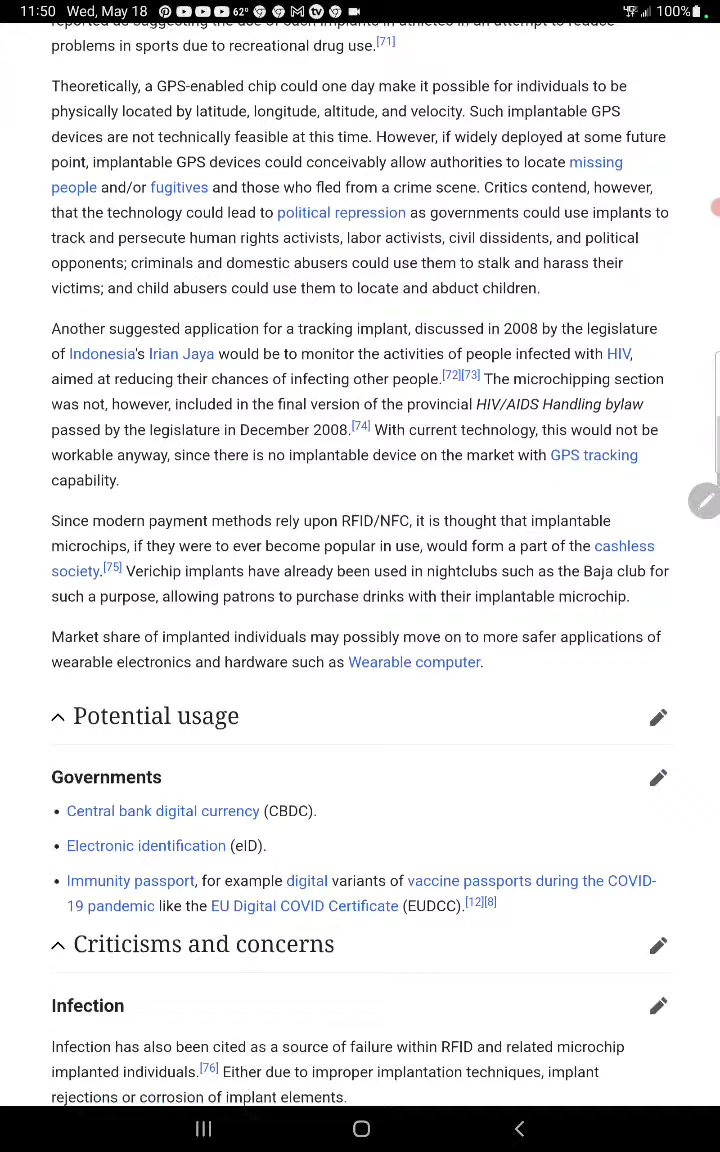 11:50 Wed, May 18 62° 100%
problems in sports due to recreational drug use.[71]
Theoretically, a GPS-enabled chip could one day make it possible for individuals to be
physically located by latitude, longitude, altitude, and velocity. Such implantable GPS
devices are not technically feasible at this time. However, if widely deployed at some future
point, implantable GPS devices could conceivably allow authorities to locate missing
people and/or fugitives and those who fled from a crime scene. Critics contend, however,
that the technology could lead to political repression as governments could use implants to
track and persecute human rights activists, labor activists, civil dissidents, and political
opponents; criminals and domestic abusers could use them to stalk and harass their
victims; and child abusers could use them to locate and abduct children.
Another suggested application for a tracking implant, discussed in 2008 by the legislature
of Indonesia's Irian Jaya would be to monitor the activities of people infected with HIV,
aimed at reducing their chances of infecting other people.[72][73] The microchipping section
was not, however, included in the final version of the provincial HIV/AIDS Handling bylaw
passed by the legislature in December 2008.[74] With current technology, this would not be
workable anyway, since there is no implantable device on the market with GPS tracking
capability.
Since modern payment methods rely upon RFID/NFC, it is thought that implantable
microchips, if they were to ever become popular in use, would form a part of the cashless
society.[75] Verichip implants have already been used in nightclubs such as the Baja club for
such a purpose, allowing patrons to purchase drinks with their implantable microchip.
Market share of implanted individuals may possibly move on to more safer applications of
wearable electronics and hardware such as Wearable computer.
Potential usage
Governments
• Central bank digital currency (CBDC).
• Electronic identification (eID).
• Immunity passport, for example digital variants of vaccine passports during the COVID-
19 pandemic like the EU Digital COVID Certificate (EUDCC).[12][8]
Criticisms and concerns
Infection
Infection has also been cited as a source of failure within RFID and related microchip
implanted individuals.[76] Either due to improper implantation techniques, implant
rejections or corrosion of implant elements.